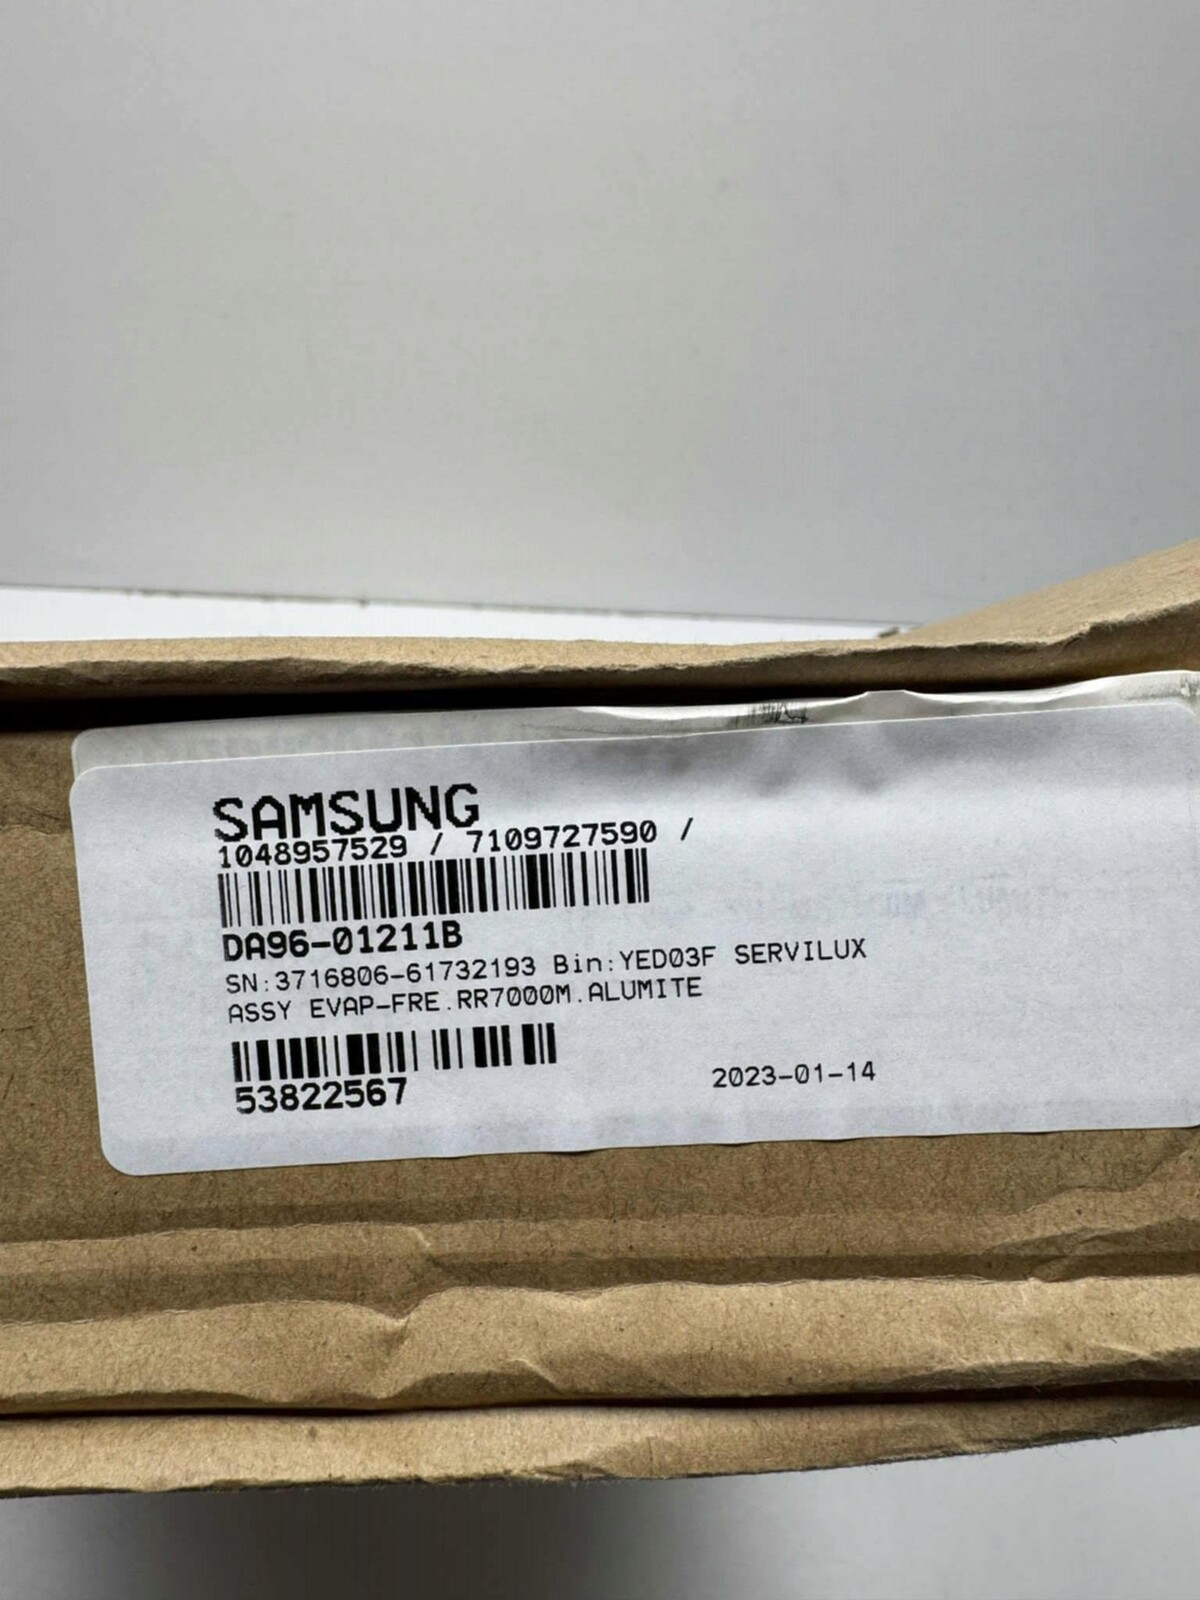 SAMSUNG
1048957529 / 7109727590 /
DA96-01211B
SN:3716806-61732193 Bin:YED03F SERVILUX
ASSY EVAP-FRE.RR7000M.ALUMITE
53822567
2023-01-14